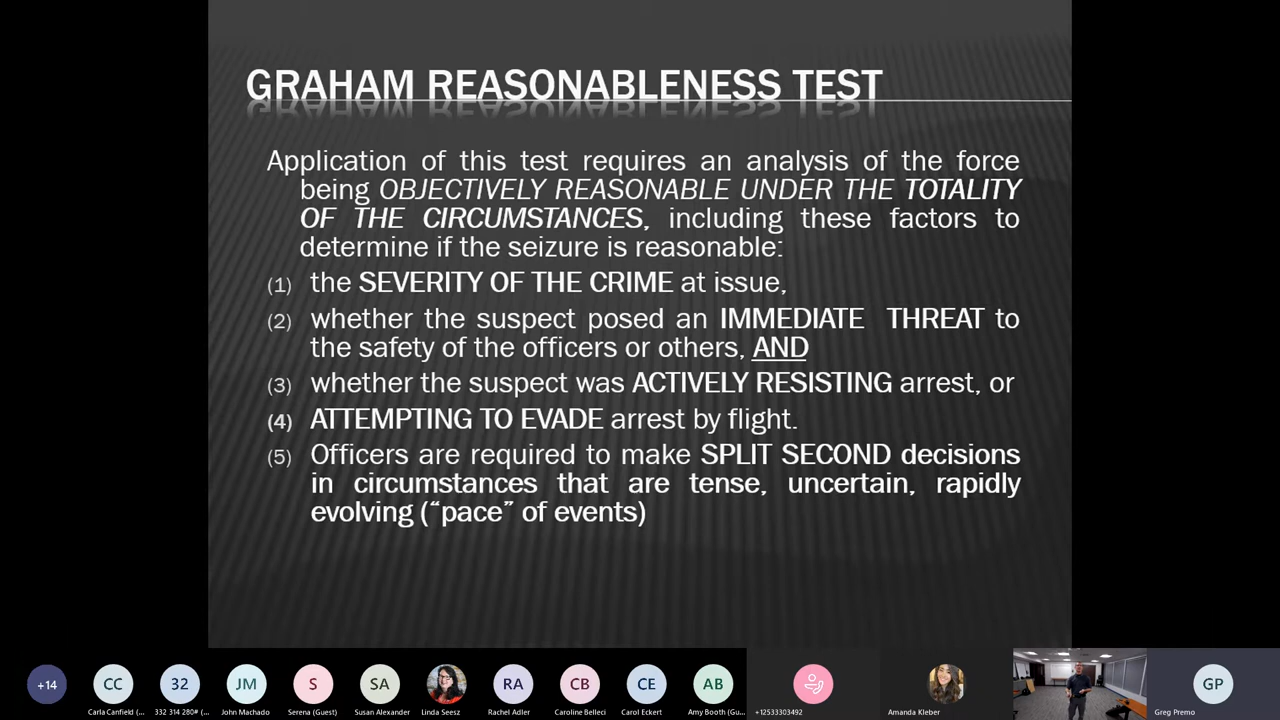 GRAHAM REASONABLENESS TEST
Application of this test requires an analysis of the force
being OBJECTIVELY REASONABLE UNDER THE TOTALITY
OF THE CIRCUMSTANCES, including these factors to
determine if the seizure is reasonable:
(1) the SEVERITY OF THE CRIME at issue,
(2) whether the suspect posed an IMMEDIATE THREAT to
the safety of the officers or others, AND
(3) whether the suspect was ACTIVELY RESISTING arrest, or
(4) ATTEMPTING TO EVADE arrest by flight.
(5) Officers are required to make SPLIT SECOND decisions
in circumstances that are tense, uncertain, rapidly
evolving (“pace” of events)
+14 CC 32 JM S SA RA CB CE AB GP
Carla Canfield (... 332 314 280# (... John Machado Serena (Guest) Susan Alexander Linda Seesz Rachel Adler Caroline Belleci Carol Eckert Amy Booth (Gu... +12533303492 Amanda Kleber Greg Premo